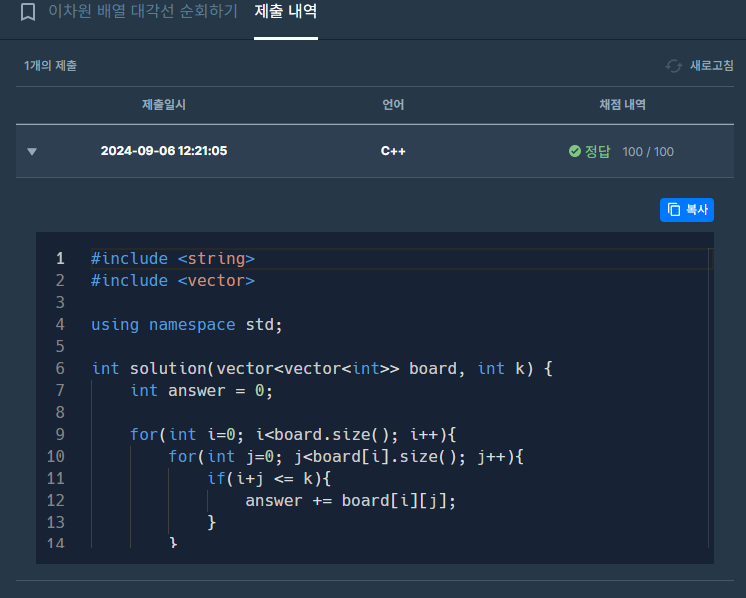 이차원 배열 대각선 순회하기 제출 내역
1개의 제출 새로고침
제출일시 언어 채점 내역
2024-09-06 12:21:05 C++ 정답 100 / 100
복사
1 #include <string>
2 #include <vector>
3
4 using namespace std;
5
6 int solution(vector<vector<int>> board, int k) {
7     int answer = 0;
8
9     for(int i=0; i<board.size(); i++){
10         for(int j=0; j<board[i].size(); j++){
11             if(i+j <= k){
12                 answer += board[i][j];
13             }
14         }